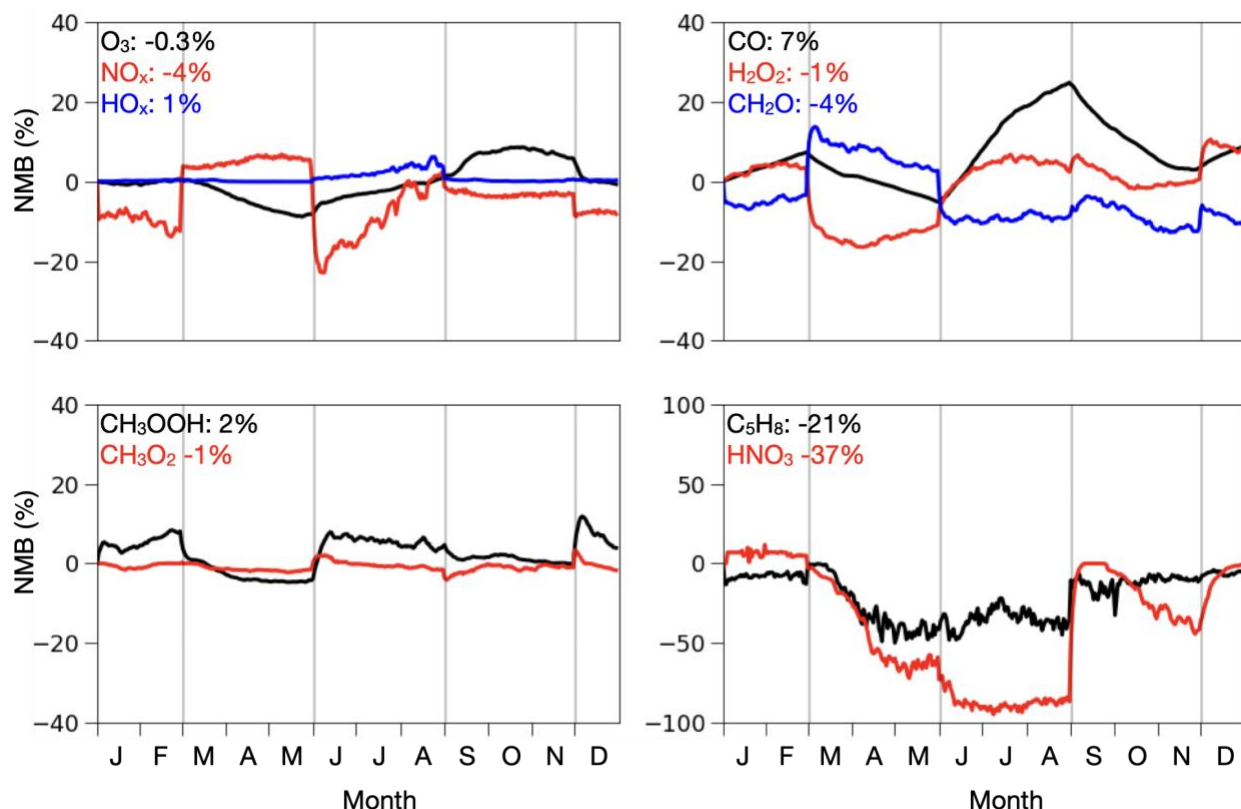 40
20
0
−20
−40
NMB (%)
O₃: -0.3%
NOₓ: -4%
HOₓ: 1%
40
20
0
−20
−40
CO: 7%
H₂O₂: -1%
CH₂O: -4%
40
20
0
−20
−40
NMB (%)
CH₃OOH: 2%
CH₃O₂ -1%
J F M A M J J A S O N D
Month
100
50
0
−50
−100
C₅H₈: -21%
HNO₃ -37%
J F M A M J J A S O N D
Month